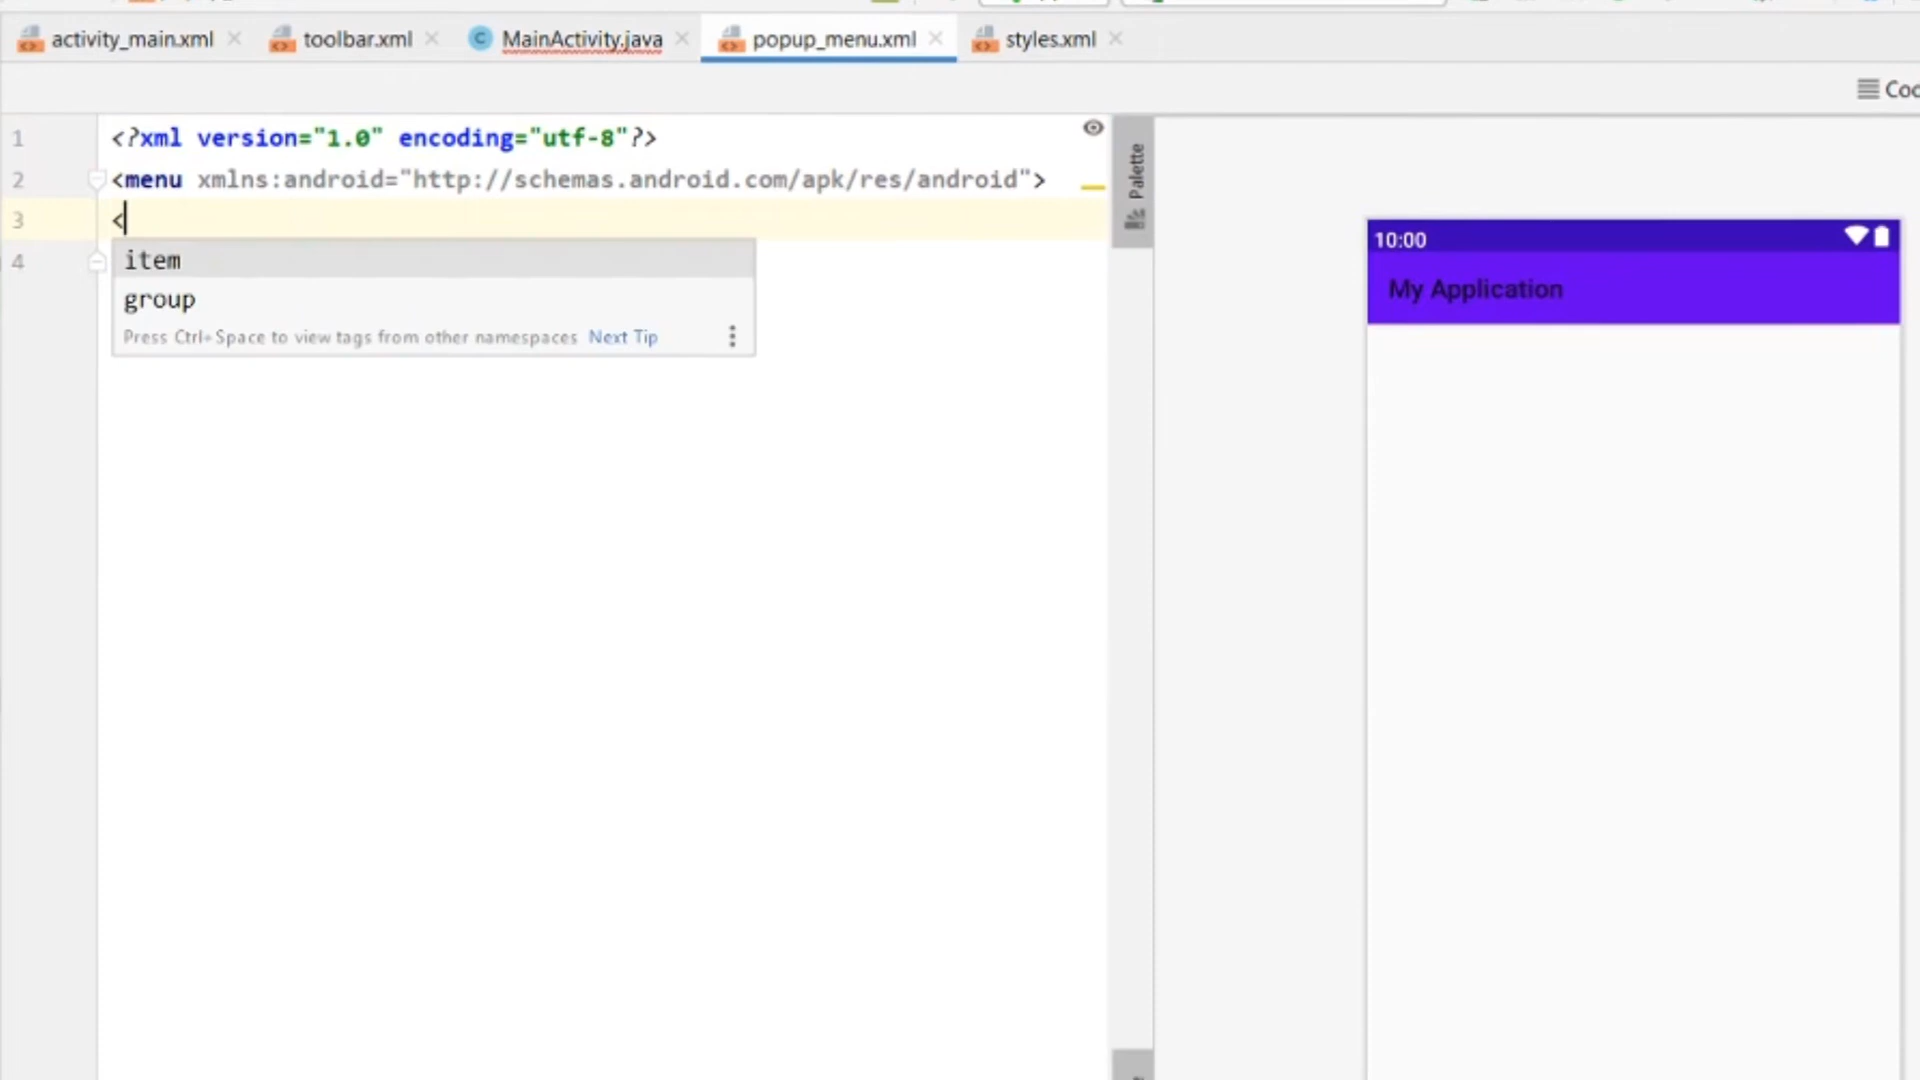 activity_main.xml
toolbar.xml
MainActivity.java
popup_menu.xml
styles.xml
1 <?xml version="1.0" encoding="utf-8"?>
2 <menu xmlns:android="http://schemas.android.com/apk/res/android">
3 <
4
item
group
Press Ctrl+Space to view tags from other namespaces Next Tip
Palette
10:00
My Application